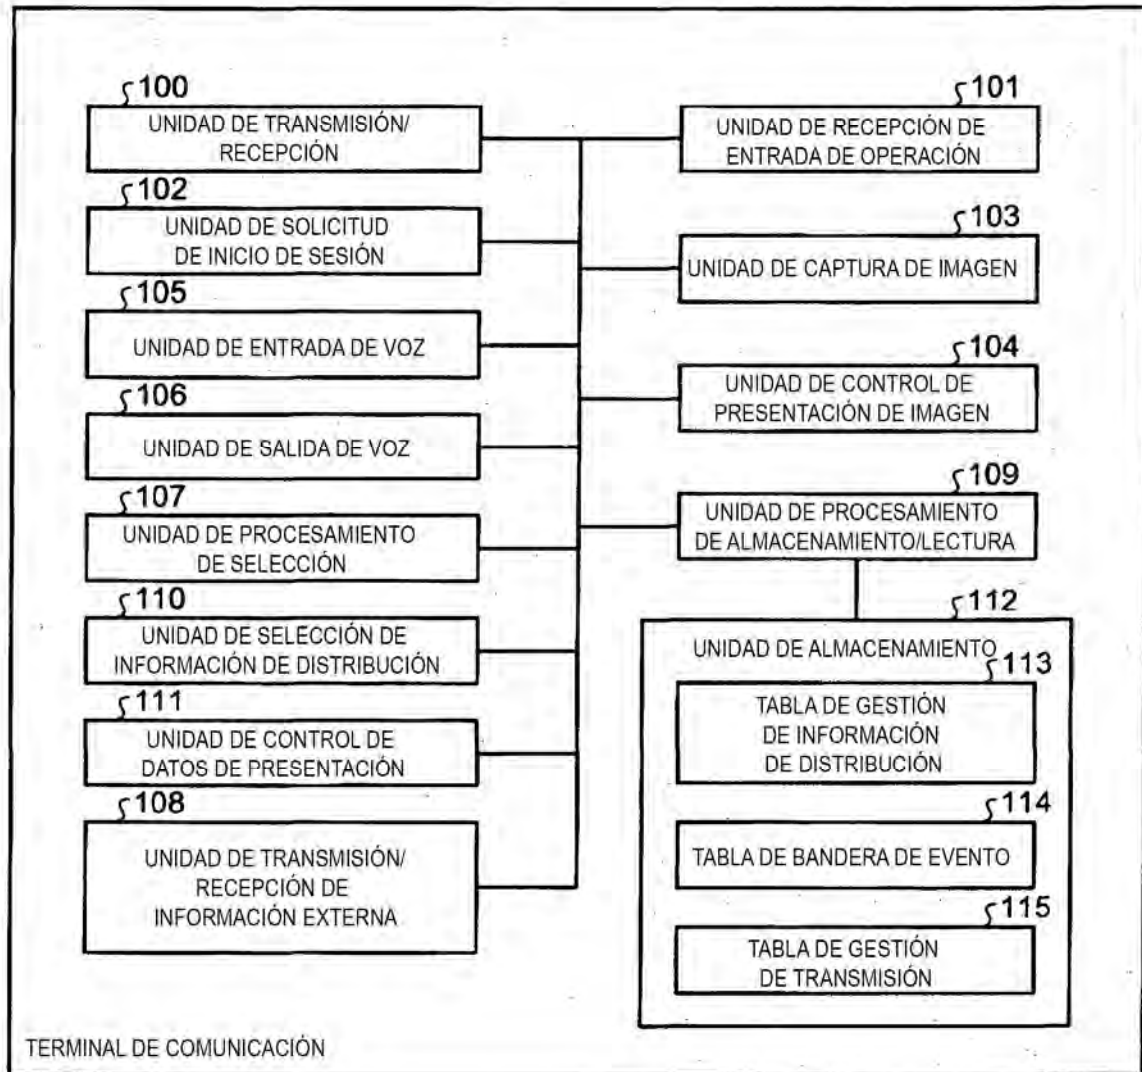 100
UNIDAD DE TRANSMISIÓN/
RECEPCIÓN
101
UNIDAD DE RECEPCIÓN DE
ENTRADA DE OPERACIÓN
102
UNIDAD DE SOLICITUD
DE INICIO DE SESIÓN
103
UNIDAD DE CAPTURA DE IMAGEN
105
UNIDAD DE ENTRADA DE VOZ
104
UNIDAD DE CONTROL DE
PRESENTACIÓN DE IMAGEN
106
UNIDAD DE SALIDA DE VOZ
109
UNIDAD DE PROCESAMIENTO
DE ALMACENAMIENTO/LECTURA
107
UNIDAD DE PROCESAMIENTO
DE SELECCIÓN
110
UNIDAD DE SELECCIÓN DE
INFORMACIÓN DE DISTRIBUCIÓN
111
UNIDAD DE CONTROL DE
DATOS DE PRESENTACIÓN
108
UNIDAD DE TRANSMISIÓN/
RECEPCIÓN DE
INFORMACIÓN EXTERNA
112
UNIDAD DE ALMACENAMIENTO
113
TABLA DE GESTIÓN
DE INFORMACIÓN
DE DISTRIBUCIÓN
114
TABLA DE BANDERA DE EVENTO
115
TABLA DE GESTIÓN
DE TRANSMISIÓN
TERMINAL DE COMUNICACIÓN